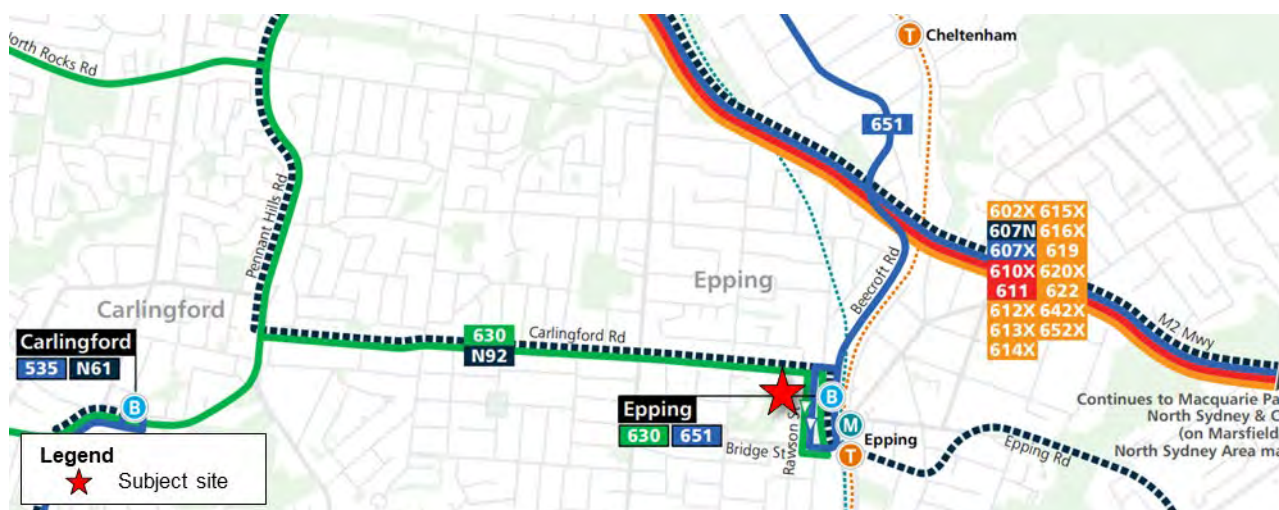 T Cheltenham
North Rocks Rd
651
Pennant Hills Rd
Epping
Beecroft Rd
602X 615X
607N 616X
607X 619
610X 620X
611 622
612X 642X
613X 652X
614X
M2 Mwy
Carlingford
630
N92
Carlingford Rd
Carlingford
535 N61
B
Epping
630 651
B
M
T
Epping
Bridge St
Rawson S
Epping Rd
Continues to Macquarie Pa
North Sydney & C
(on Marsfield
North Sydney Area ma
Legend
Subject site